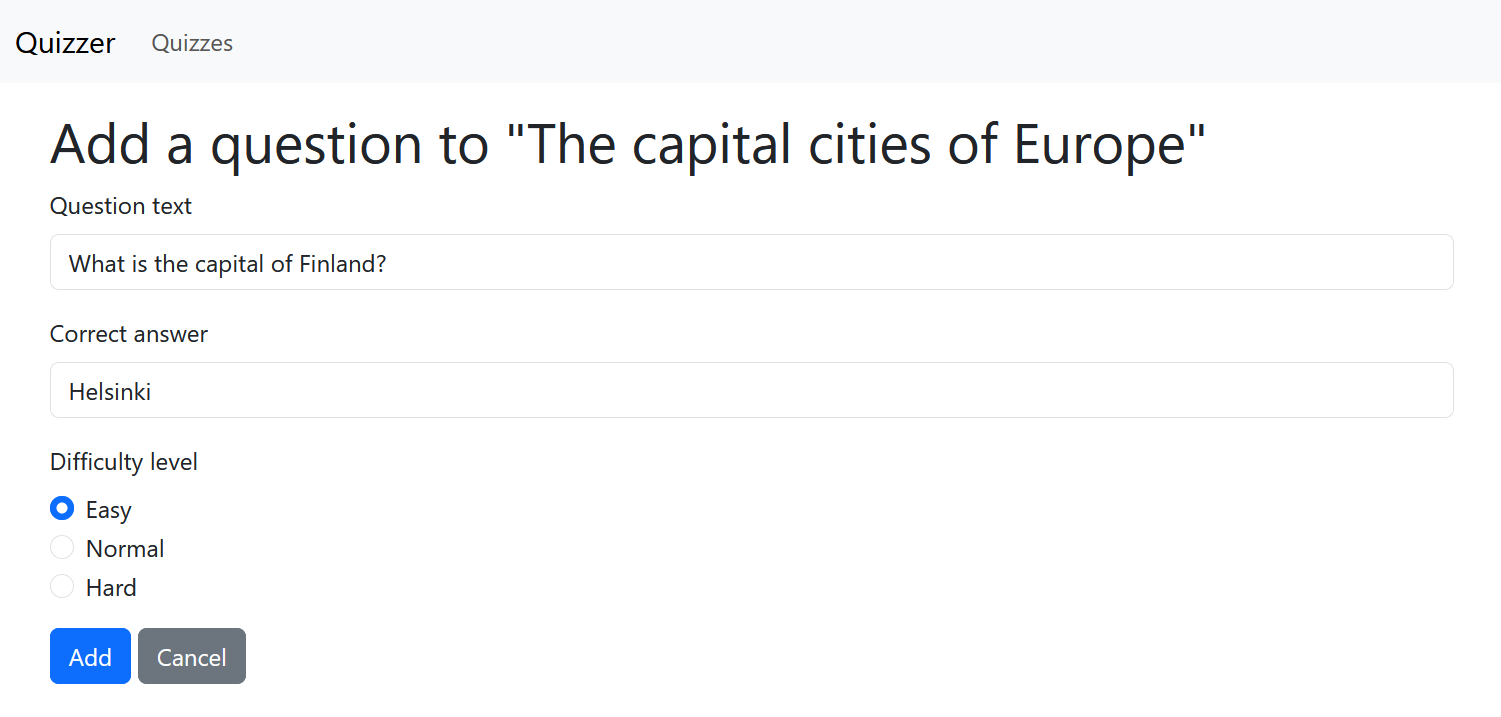 Quizzer Quizzes
Add a question to "The capital cities of Europe"
Question text
What is the capital of Finland?
Correct answer
Helsinki
Difficulty level
Easy
Normal
Hard
Add Cancel